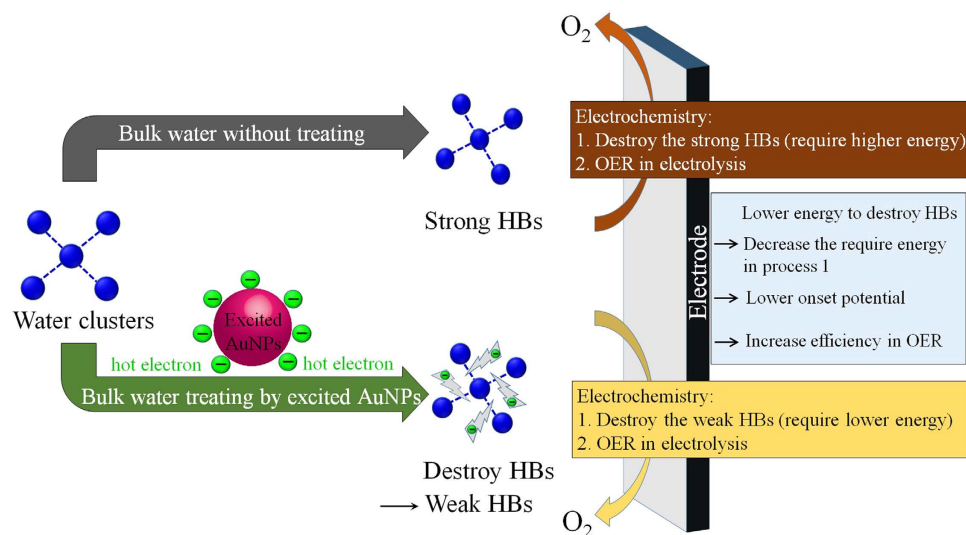 O2
Bulk water without treating
Strong HBs
Electrochemistry:
1. Destroy the strong HBs (require higher energy)
2. OER in electrolysis
Water clusters
Excited
AuNPs
hot electron
hot electron
Bulk water treating by excited AuNPs
Destroy HBs
→ Weak HBs
Electrode
Lower energy to destroy HBs
→ Decrease the require energy
in process 1
→ Lower onset potential
→ Increase efficiency in OER
Electrochemistry:
1. Destroy the weak HBs (require lower energy)
2. OER in electrolysis
O2